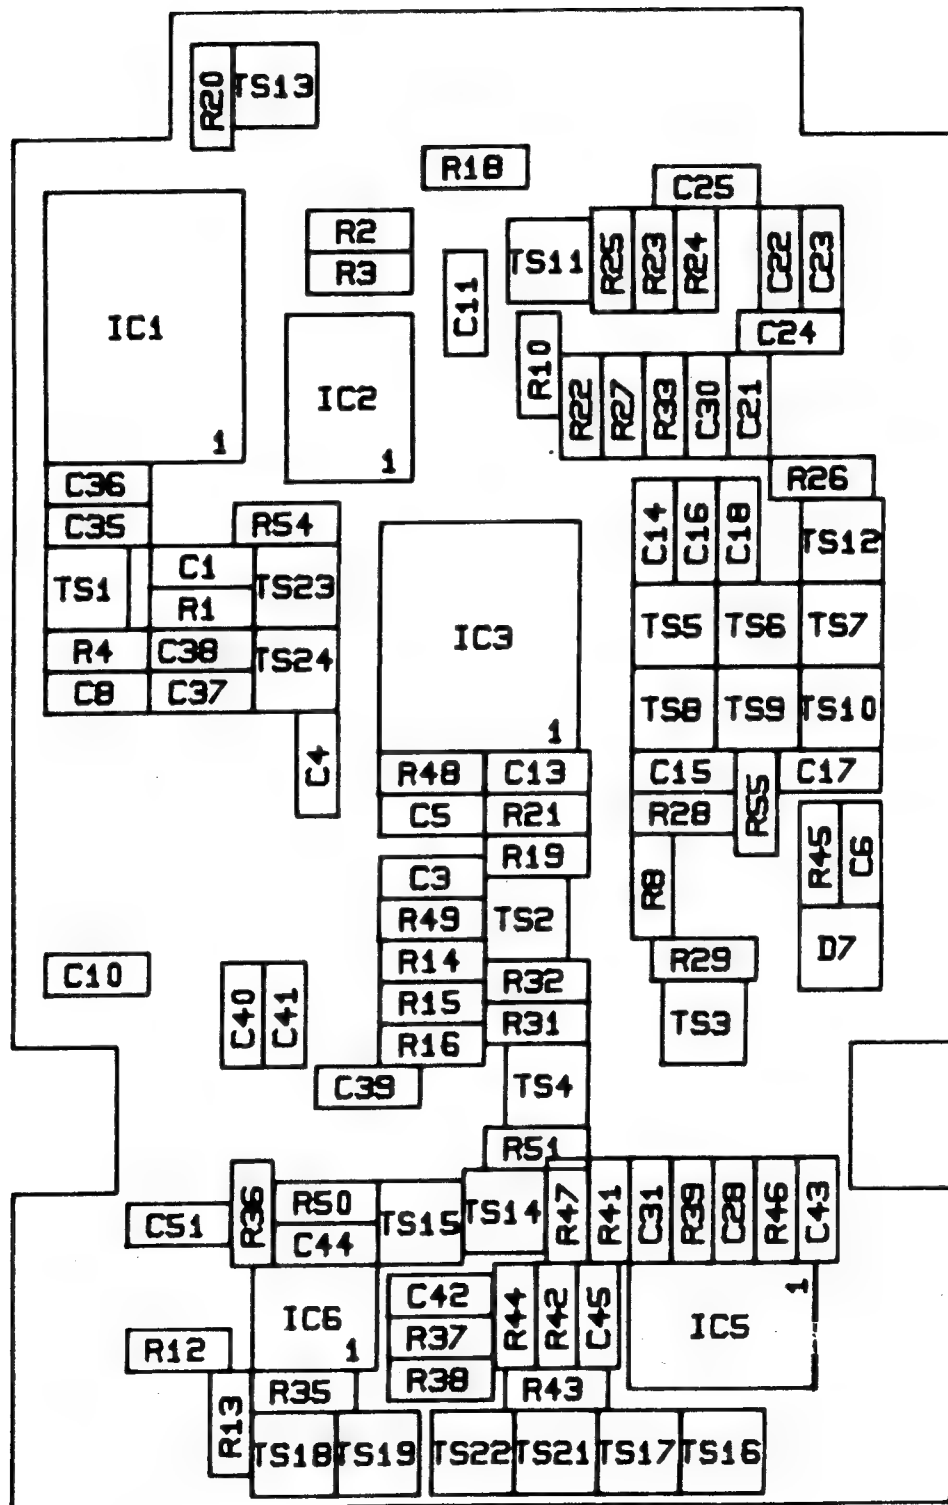 R20 TS13
R18
C25
R2
R3
C11
TS11 R25 R23 R24 C22 C23
IC1
1
IC2
1
C24
R10
R22 R27 R33 C30 C21
C36
C35
R54
R26
C14 C16 C18 TS12
TS1 C1 TS23
R1
R4 C38 TS24
C8 C37
C4
IC3
1
TS5 TS6 TS7
TS8 TS9 TS10
R48 C13
C5 R21
R19
C15 R55 C17
R28
R45 C6
C3
R49 TS2
R8
D7
R14
R15
R16
R32
R31
R29
TS3
C10
C40 C41
C39
TS4
R51
C51 R36 R50
C44
TS15 TS14 R47 R41 C31 R39 C28 R46 C43
IC6
1
C42
R37
R38
R44 R42 C45
IC5
1
R12
R13
R35
R43
TS18 TS19 TS22 TS21 TS17 TS16